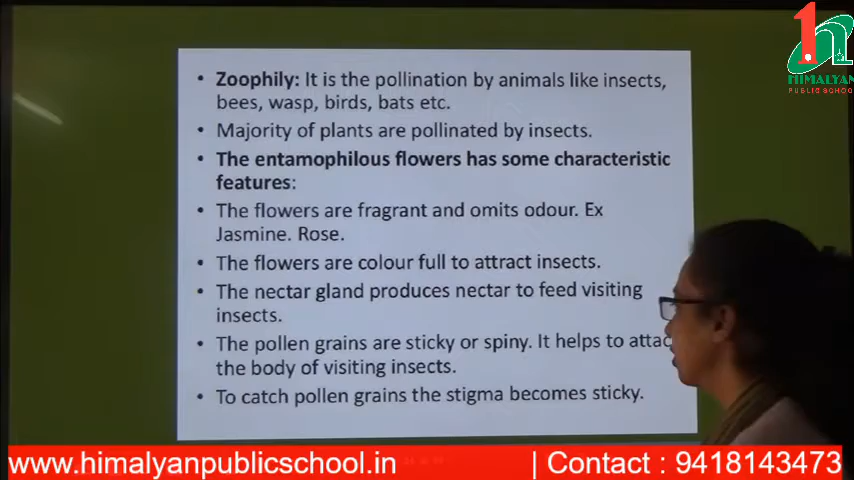 • Zoophily: It is the pollination by animals like insects,
bees, wasp, birds, bats etc.
• Majority of plants are pollinated by insects.
• The entamophilous flowers has some characteristic
features:
• The flowers are fragrant and omits odour. Ex
Jasmine. Rose.
• The flowers are colour full to attract insects.
• The nectar gland produces nectar to feed visiting
insects.
• The pollen grains are sticky or spiny. It helps to attac
the body of visiting insects.
• To catch pollen grains the stigma becomes sticky.
HIMALYAN
PUBLIC SCHOO
www.himalyanpublicschool.in | Contact : 9418143473